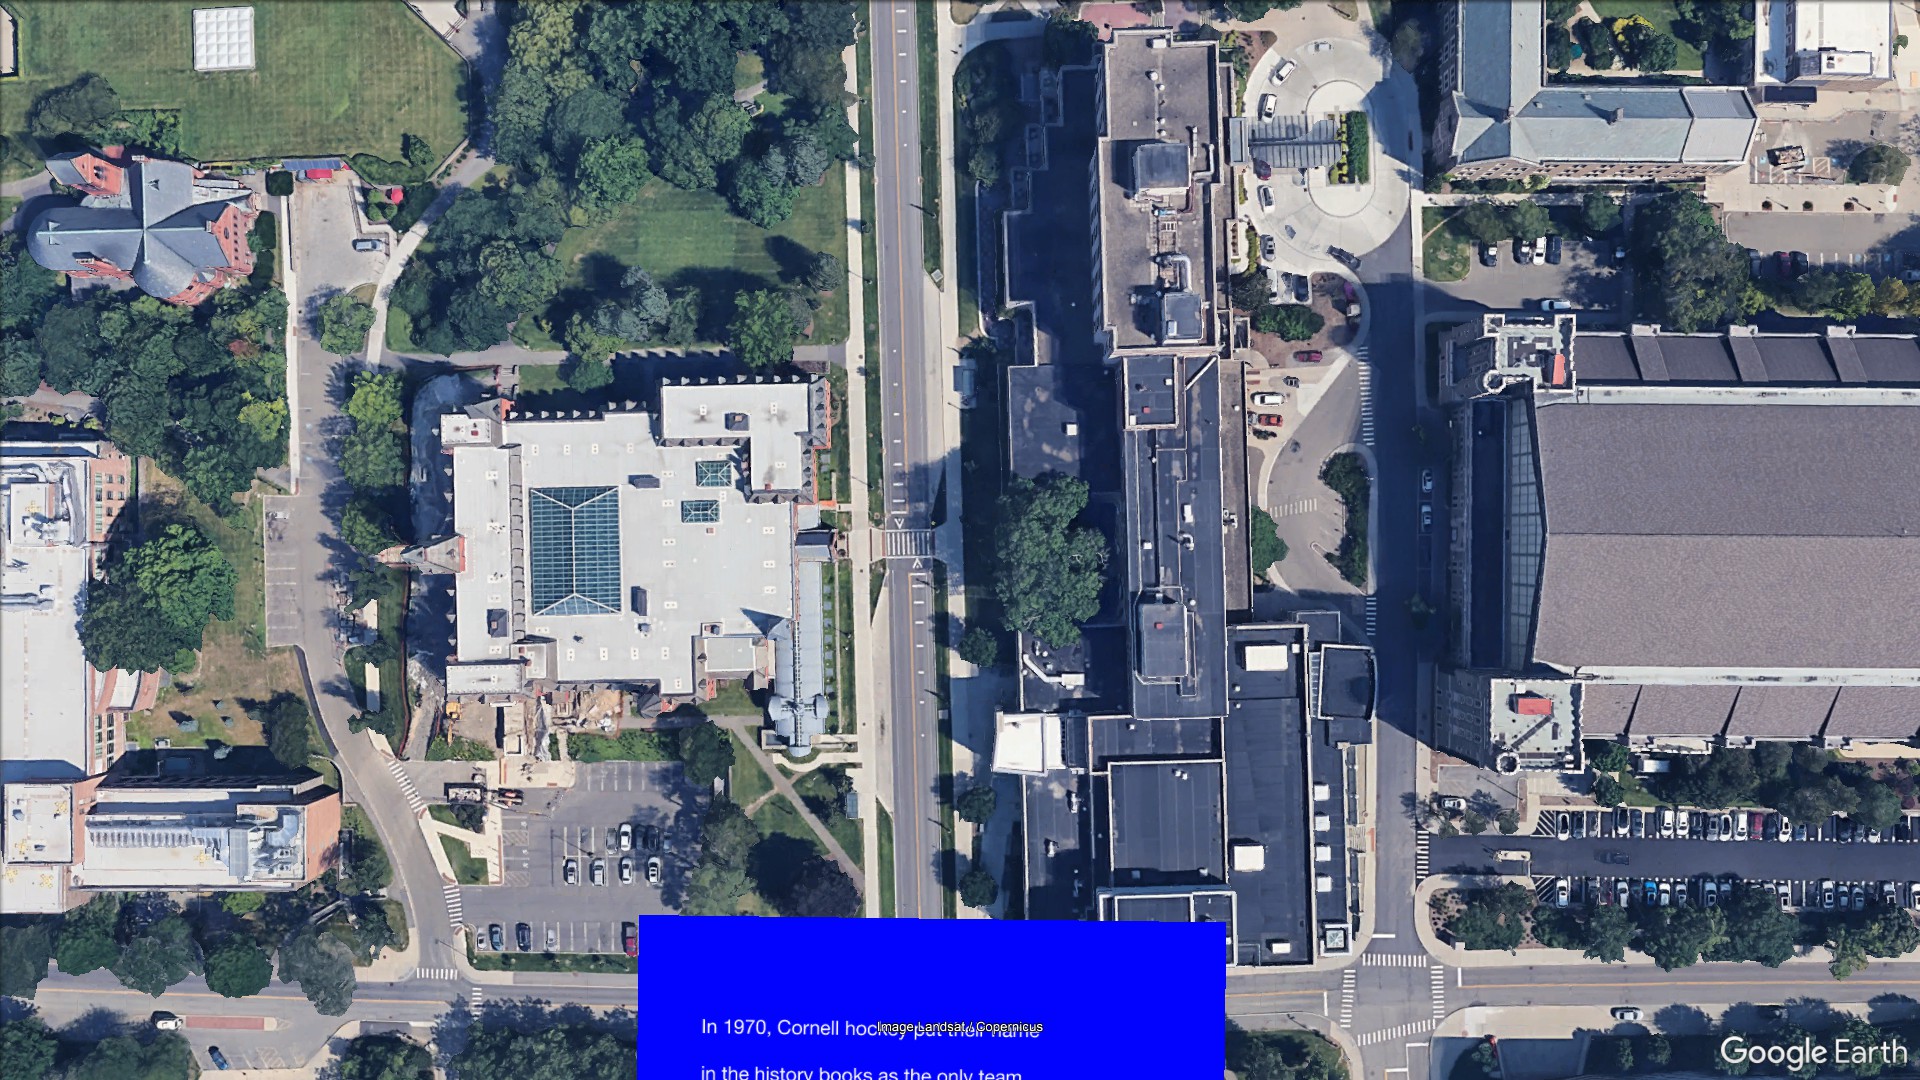 In 1970, Cornell hockey put their name
in the history books as the only team
Image Landsat / Copernicus
Google Earth